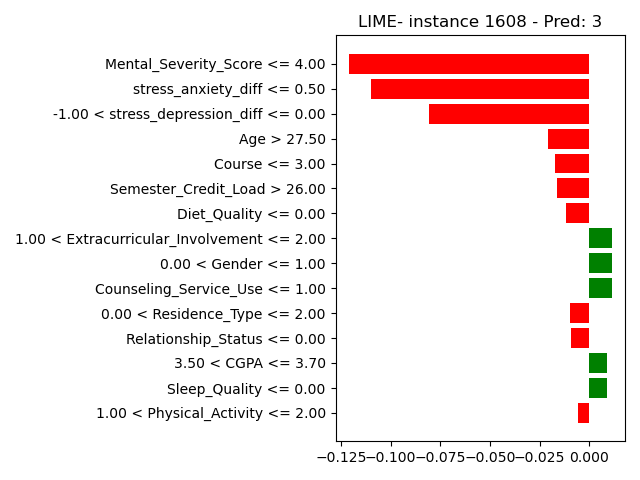 LIME- instance 1608 - Pred: 3
Mental_Severity_Score <= 4.00
stress_anxiety_diff <= 0.50
-1.00 < stress_depression_diff <= 0.00
Age > 27.50
Course <= 3.00
Semester_Credit_Load > 26.00
Diet_Quality <= 0.00
1.00 < Extracurricular_Involvement <= 2.00
0.00 < Gender <= 1.00
Counseling_Service_Use <= 1.00
0.00 < Residence_Type <= 2.00
Relationship_Status <= 0.00
3.50 < CGPA <= 3.70
Sleep_Quality <= 0.00
1.00 < Physical_Activity <= 2.00
−0.125 −0.100 −0.075 −0.050 −0.025 0.000